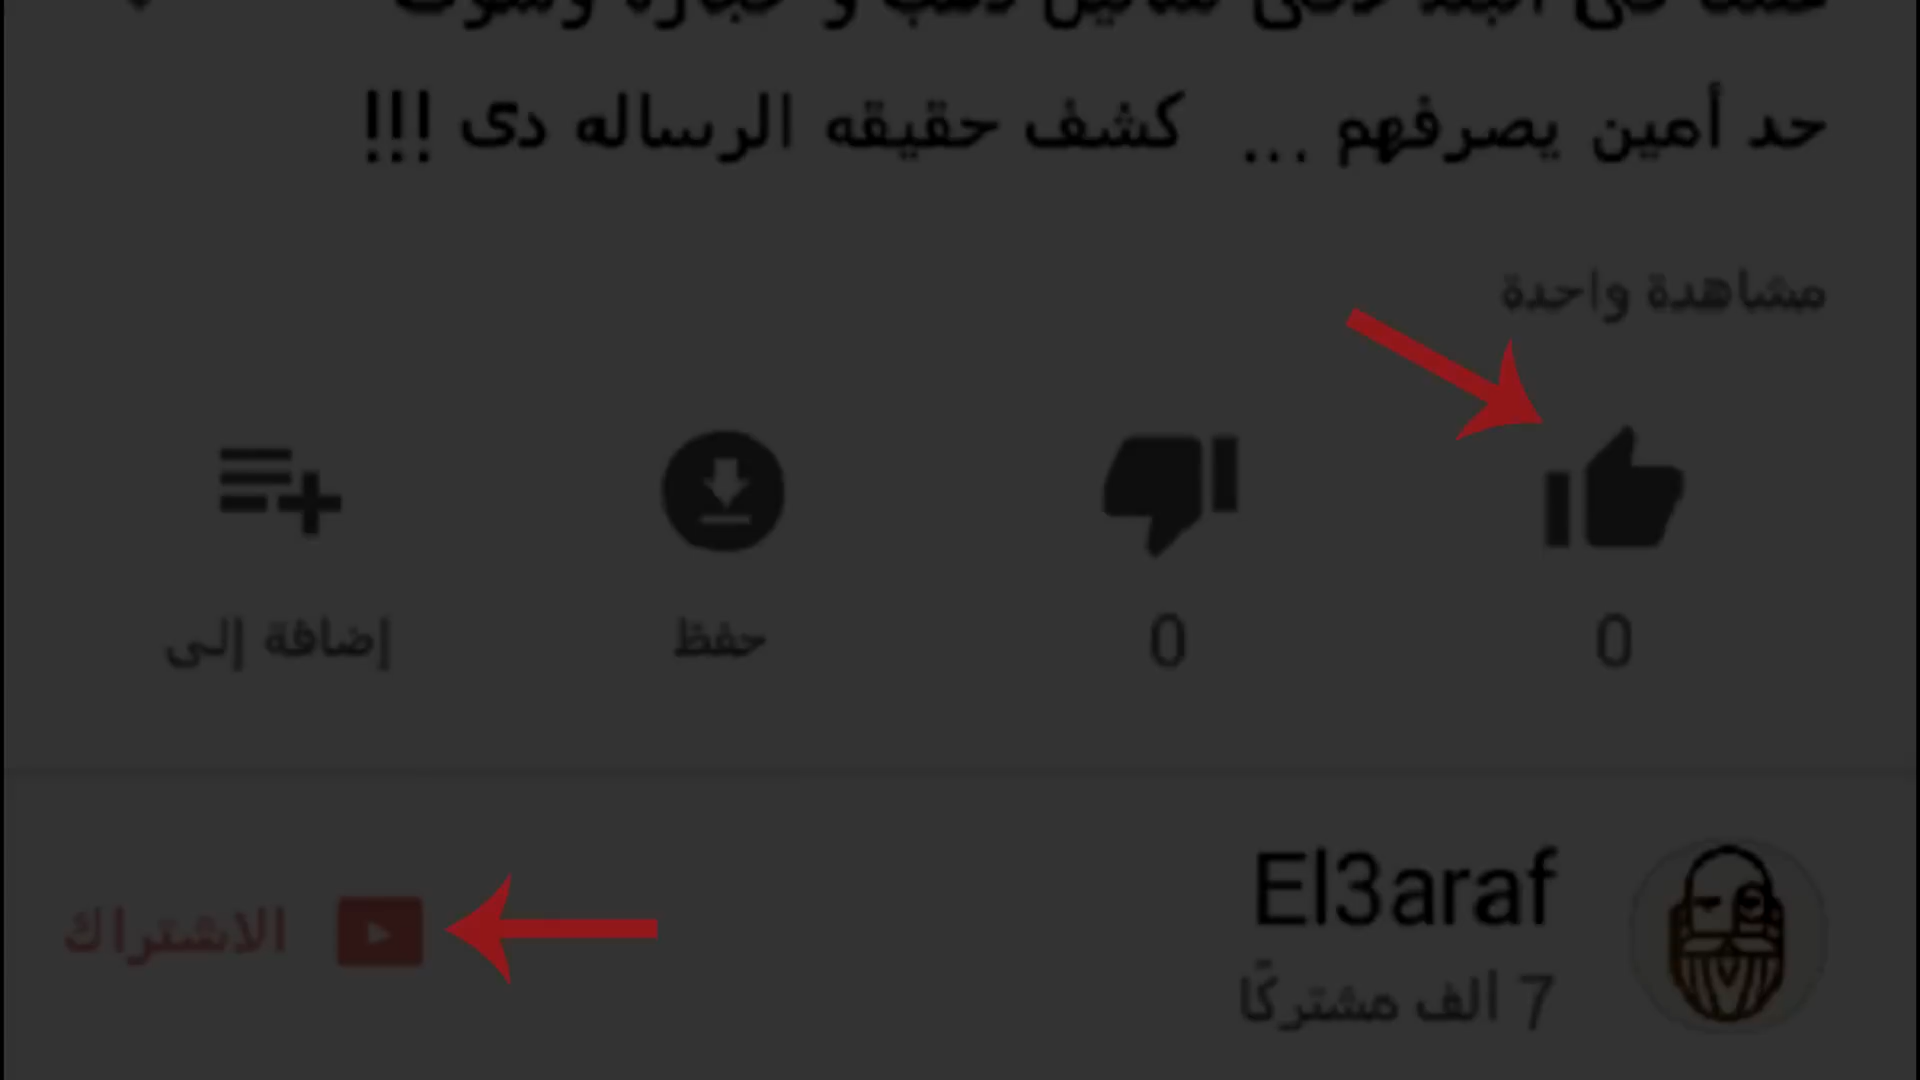 حد أمين يصرفهم ... كشف حقيقه الرساله دى !!!
مشاهدة واحدة
0
0
حفظ
إضافة إلى
El3araf
7 ألف مشتركًا
الاشتراك